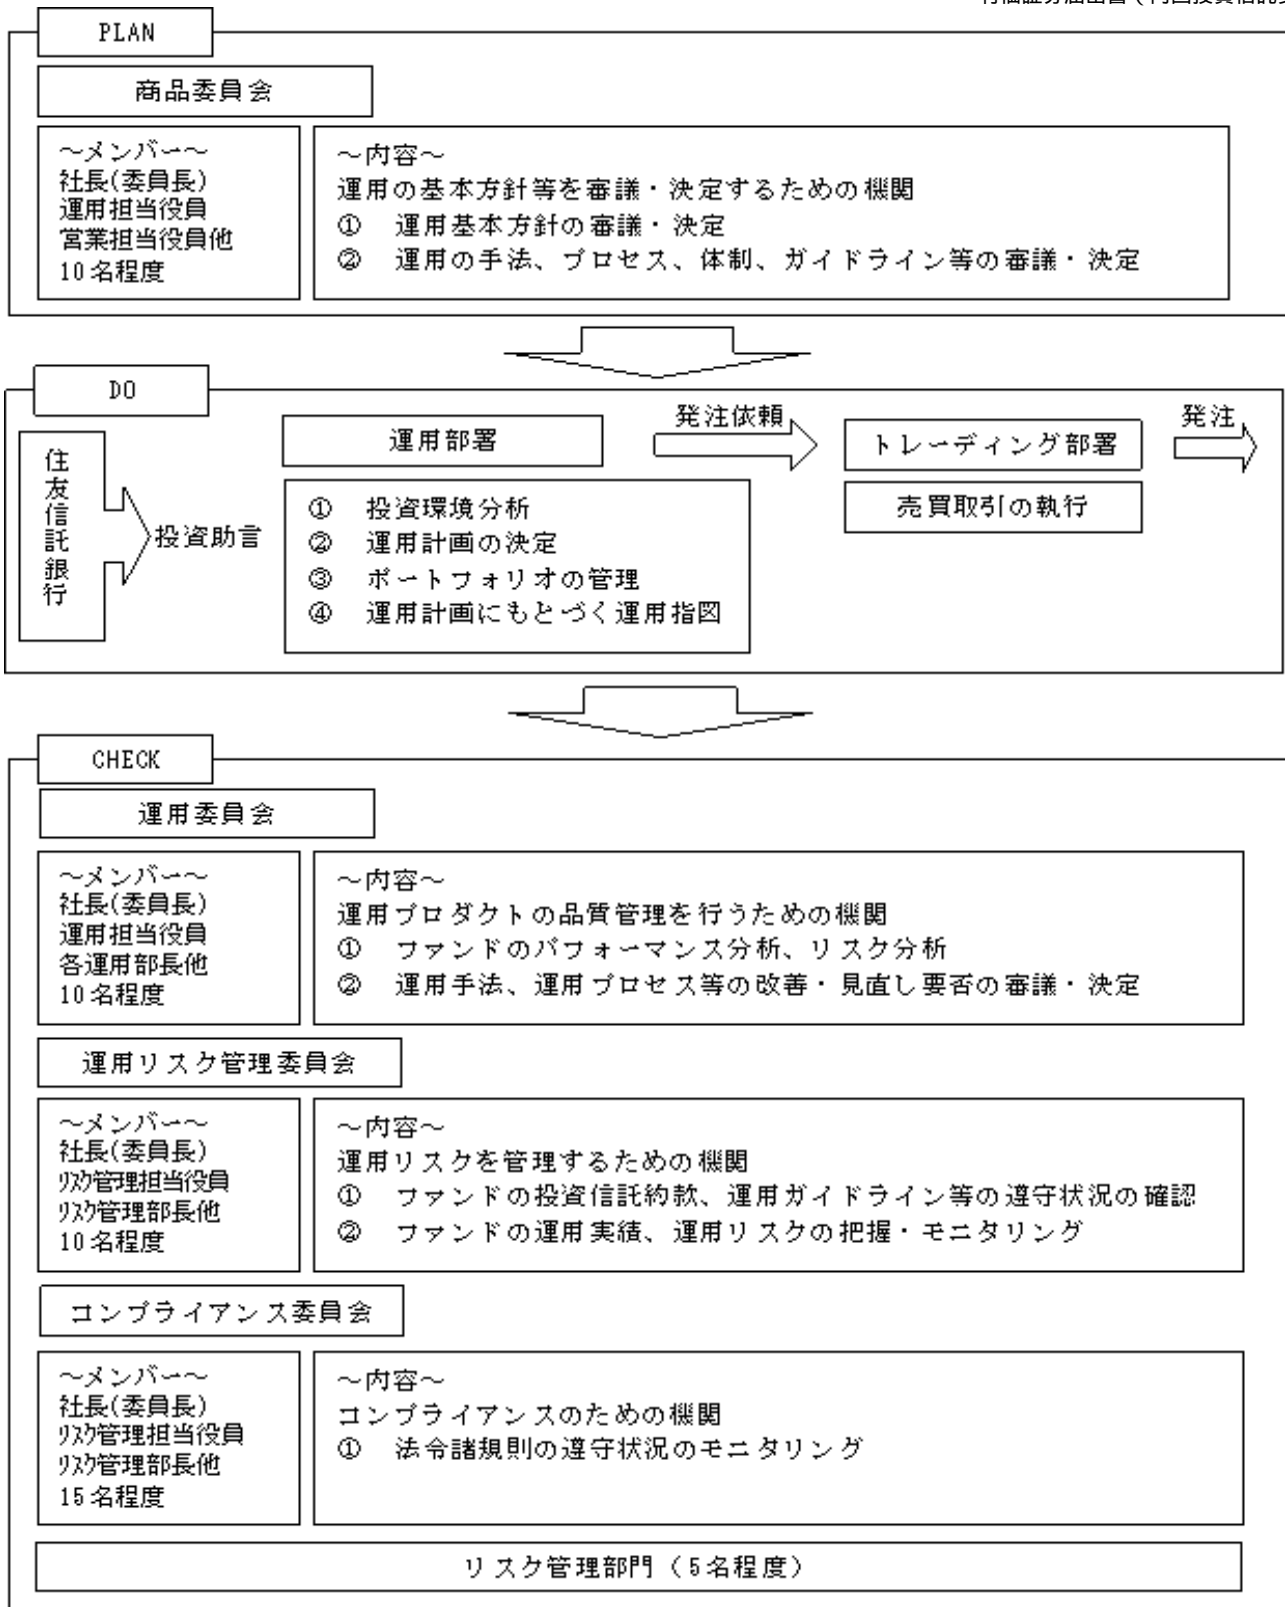 PLAN
商品委員会
～メンバー～
社長(委員長)
運用担当役員
営業担当役員他
10名程度
～内容～
運用の基本方針等を審議・決定するための機関
① 運用基本方針の審議・決定
② 運用の手法、プロセス、体制、ガイドライン等の審議・決定
DO
住友信託銀行
投資助言
運用部署
① 投資環境分析
② 運用計画の決定
③ ポートフォリオの管理
④ 運用計画にもとづく運用指図
発注依頼
トレーディング部署
売買取引の執行
発注
CHECK
運用委員会
～メンバー～
社長(委員長)
運用担当役員
各運用部長他
10名程度
～内容～
運用プロダクトの品質管理を行うための機関
① ファンドのパフォーマンス分析、リスク分析
② 運用手法、運用プロセス等の改善・見直し要否の審議・決定
運用リスク管理委員会
～メンバー～
社長(委員長)
ﾘｽｸ管理担当役員
ﾘｽｸ管理部長他
10名程度
～内容～
運用リスクを管理するための機関
① ファンドの投資信託約款、運用ガイドライン等の遵守状況の確認
② ファンドの運用実績、運用リスクの把握・モニタリング
コンプライアンス委員会
～メンバー～
社長(委員長)
ﾘｽｸ管理担当役員
ﾘｽｸ管理部長他
15名程度
～内容～
コンプライアンスのための機関
① 法令諸規則の遵守状況のモニタリング
リスク管理部門（5名程度）